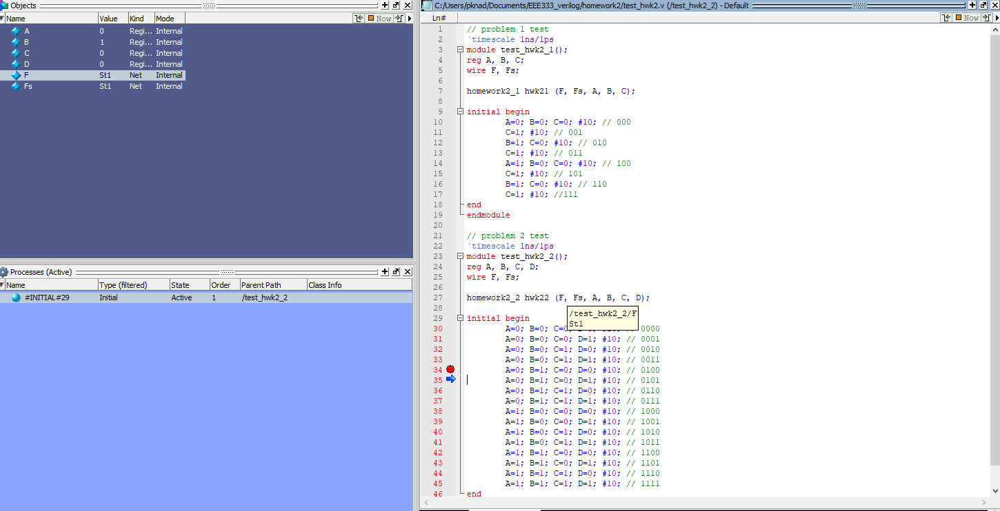 Objects
Name Value Kind Mode Now
A 0 Regi... Internal
B 1 Regi... Internal
C 0 Regi... Internal
D 0 Regi... Internal
F St1 Net Internal
Fs St1 Net Internal
Processes (Active)
Name Type (filtered) State Order Parent Path Class Info
#INITIAL#29 Initial Active 1 /test_hwk2_2
C:/Users/pknad/Documents/EEE333_verilog/homework2/test_hwk2.v (/test_hwk2_2) - Default
Ln# Now
1 // problem 1 test
2 `timescale 1ns/1ps
3 module test_hwk2_1();
4 reg A, B, C;
5 wire F, Fs;
6
7 homework2_1 hwk21 (F, Fs, A, B, C);
8
9 initial begin
10 A=0; B=0; C=0; #10; // 000
11 C=1; #10; // 001
12 B=1; C=0; #10; // 010
13 C=1; #10; // 011
14 A=1; B=0; C=0; #10; // 100
15 C=1; #10; // 101
16 B=1; C=0; #10; // 110
17 C=1; #10; //111
18 end
19 endmodule
20
21 // problem 2 test
22 `timescale 1ns/1ps
23 module test_hwk2_2();
24 reg A, B, C, D;
25 wire F, Fs;
26
27 homework2_2 hwk22 (F, Fs, A, B, C, D);
28
/test_hwk2_2/F
St1
29 initial begin
30 A=0; B=0; C=0; // 0000
31 A=0; B=0; C=0; D=1; #10; // 0001
32 A=0; B=0; C=1; D=0; #10; // 0010
33 A=0; B=0; C=1; D=1; #10; // 0011
34 A=0; B=1; C=0; D=0; #10; // 0100
35 A=0; B=1; C=0; D=1; #10; // 0101
36 A=0; B=1; C=1; D=0; #10; // 0110
37 A=0; B=1; C=1; D=1; #10; // 0111
38 A=1; B=0; C=0; D=0; #10; // 1000
39 A=1; B=0; C=0; D=1; #10; // 1001
40 A=1; B=0; C=1; D=0; #10; // 1010
41 A=1; B=0; C=1; D=1; #10; // 1011
42 A=1; B=1; C=0; D=0; #10; // 1100
43 A=1; B=1; C=0; D=1; #10; // 1101
44 A=1; B=1; C=1; D=0; #10; // 1110
45 A=1; B=1; C=1; D=1; #10; // 1111
46 end